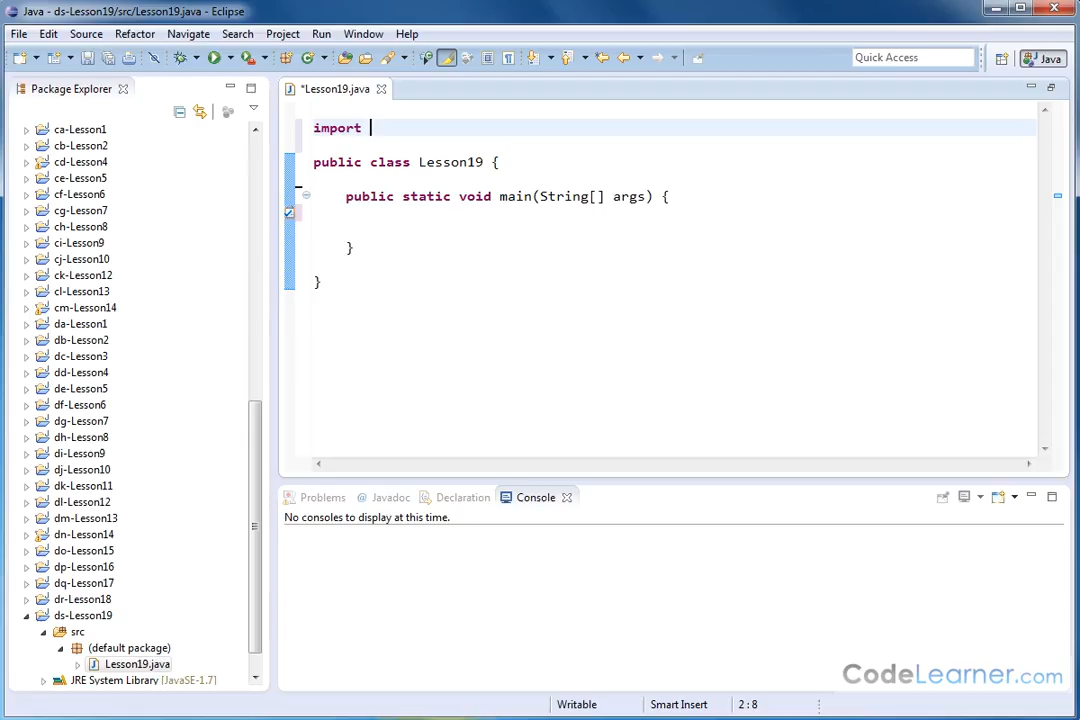 Java - ds-Lesson19/src/Lesson19.java - Eclipse
File Edit Source Refactor Navigate Search Project Run Window Help
Quick Access
Java
Package Explorer
*Lesson19.java
ca-Lesson1
cb-Lesson2
cd-Lesson4
ce-Lesson5
cf-Lesson6
cg-Lesson7
ch-Lesson8
ci-Lesson9
cj-Lesson10
ck-Lesson12
cl-Lesson13
cm-Lesson14
da-Lesson1
db-Lesson2
dc-Lesson3
dd-Lesson4
de-Lesson5
df-Lesson6
dg-Lesson7
dh-Lesson8
di-Lesson9
dj-Lesson10
dk-Lesson11
dl-Lesson12
dm-Lesson13
dn-Lesson14
do-Lesson15
dp-Lesson16
dq-Lesson17
dr-Lesson18
ds-Lesson19
src
(default package)
Lesson19.java
JRE System Library [JavaSE-1.7]
import
public class Lesson19 {
public static void main(String[] args) {
}
}
Problems @ Javadoc Declaration Console
No consoles to display at this time.
CodeLearner.com
Writable Smart Insert 2 : 8